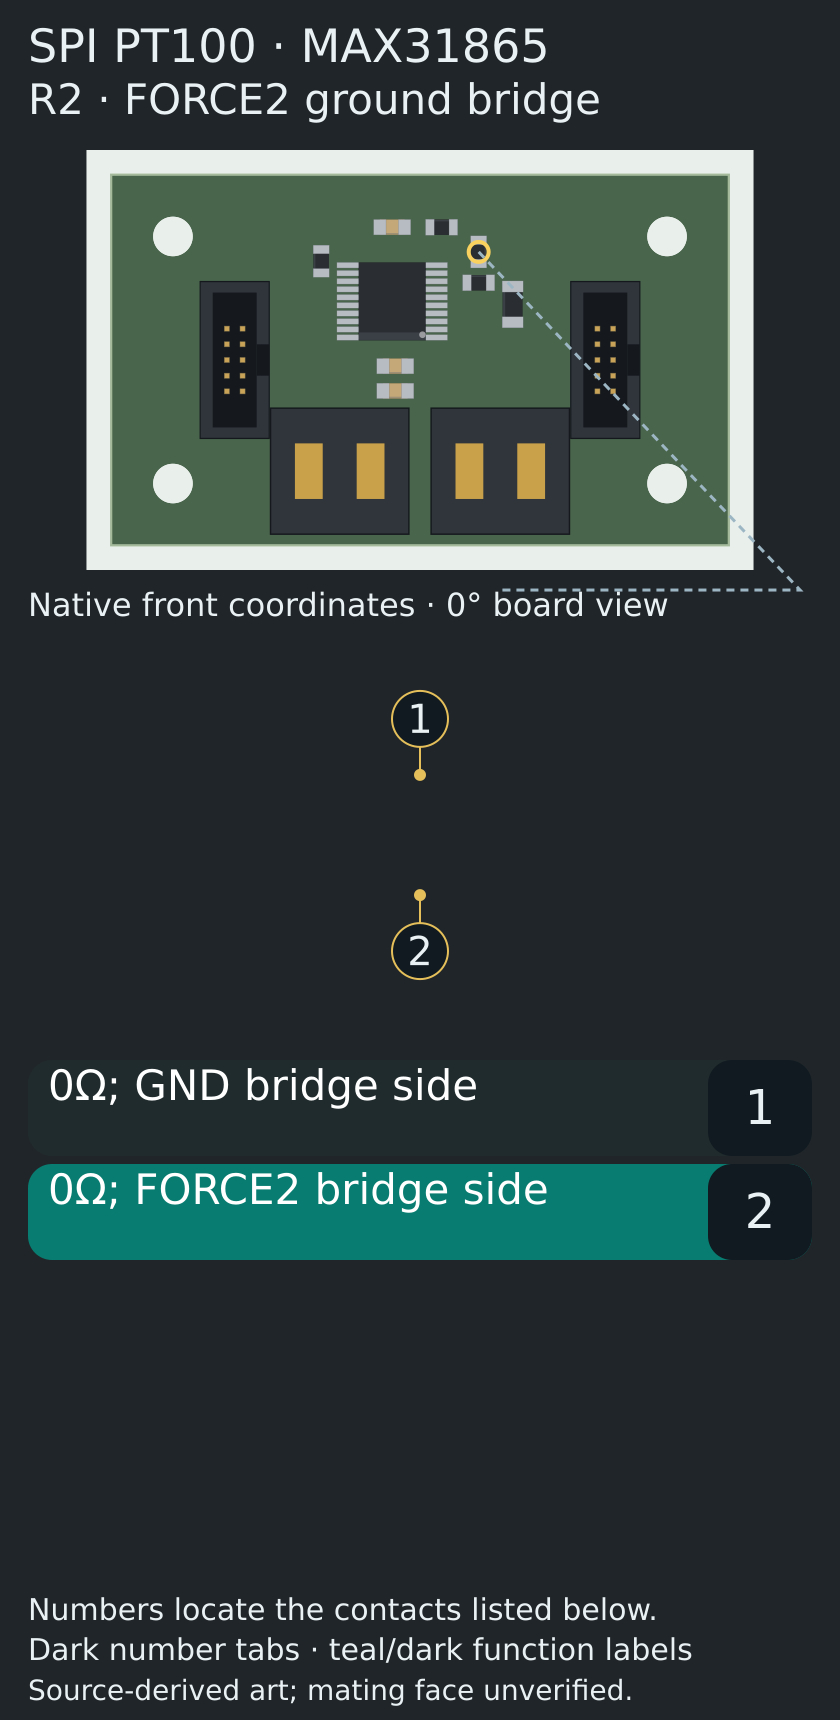 SPI PT100 · MAX31865
R2 · FORCE2 ground bridge
Native front coordinates · 0° board view
1
2
0Ω; GND bridge side 1
0Ω; FORCE2 bridge side 2
Numbers locate the contacts listed below.
Dark number tabs · teal/dark function labels
Source-derived art; mating face unverified.